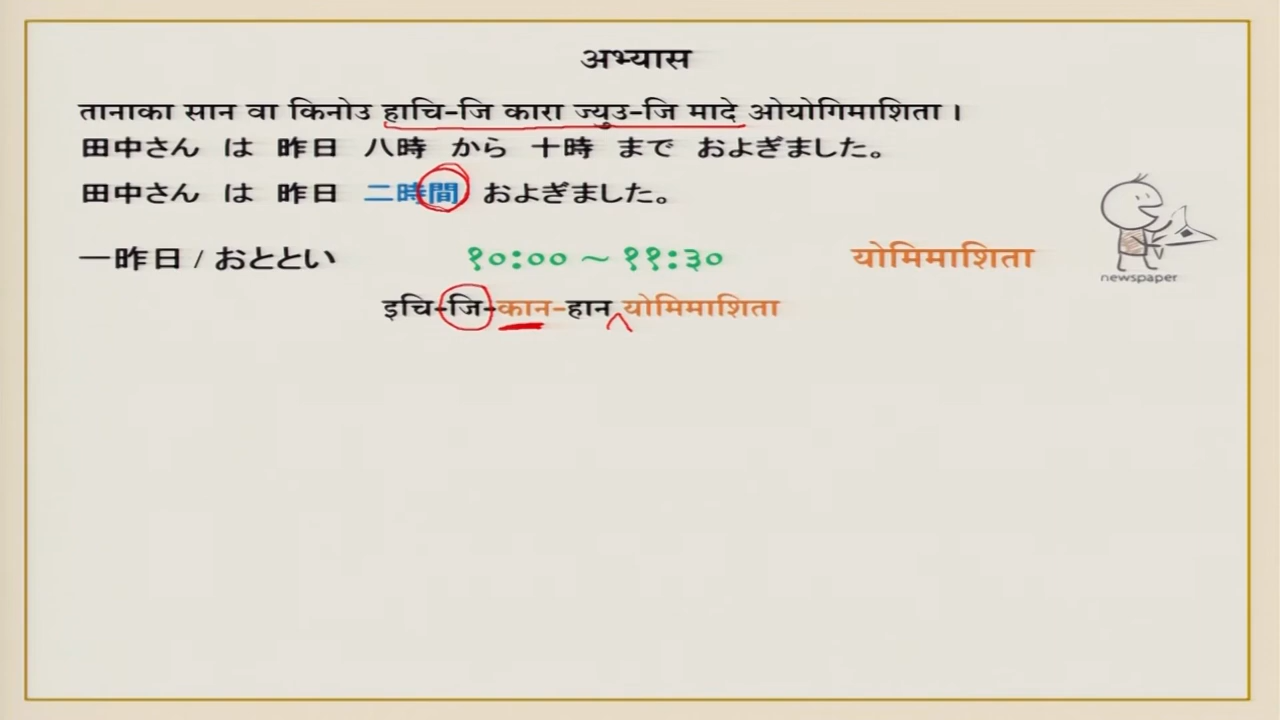 अभ्यास
तानाका सान वा किनोउ हाचि-जि कारा ज्युउ-जि मादे ओयोगिमाशिता ।
田中さん は 昨日 八時 から 十時 まで およぎました。
田中さん は 昨日 二時間 およぎました。
一昨日 / おととい १०:०० ~ ११:३० योमिमाशिता
newspaper
इचि-जि-कान-हान योमिमाशिता